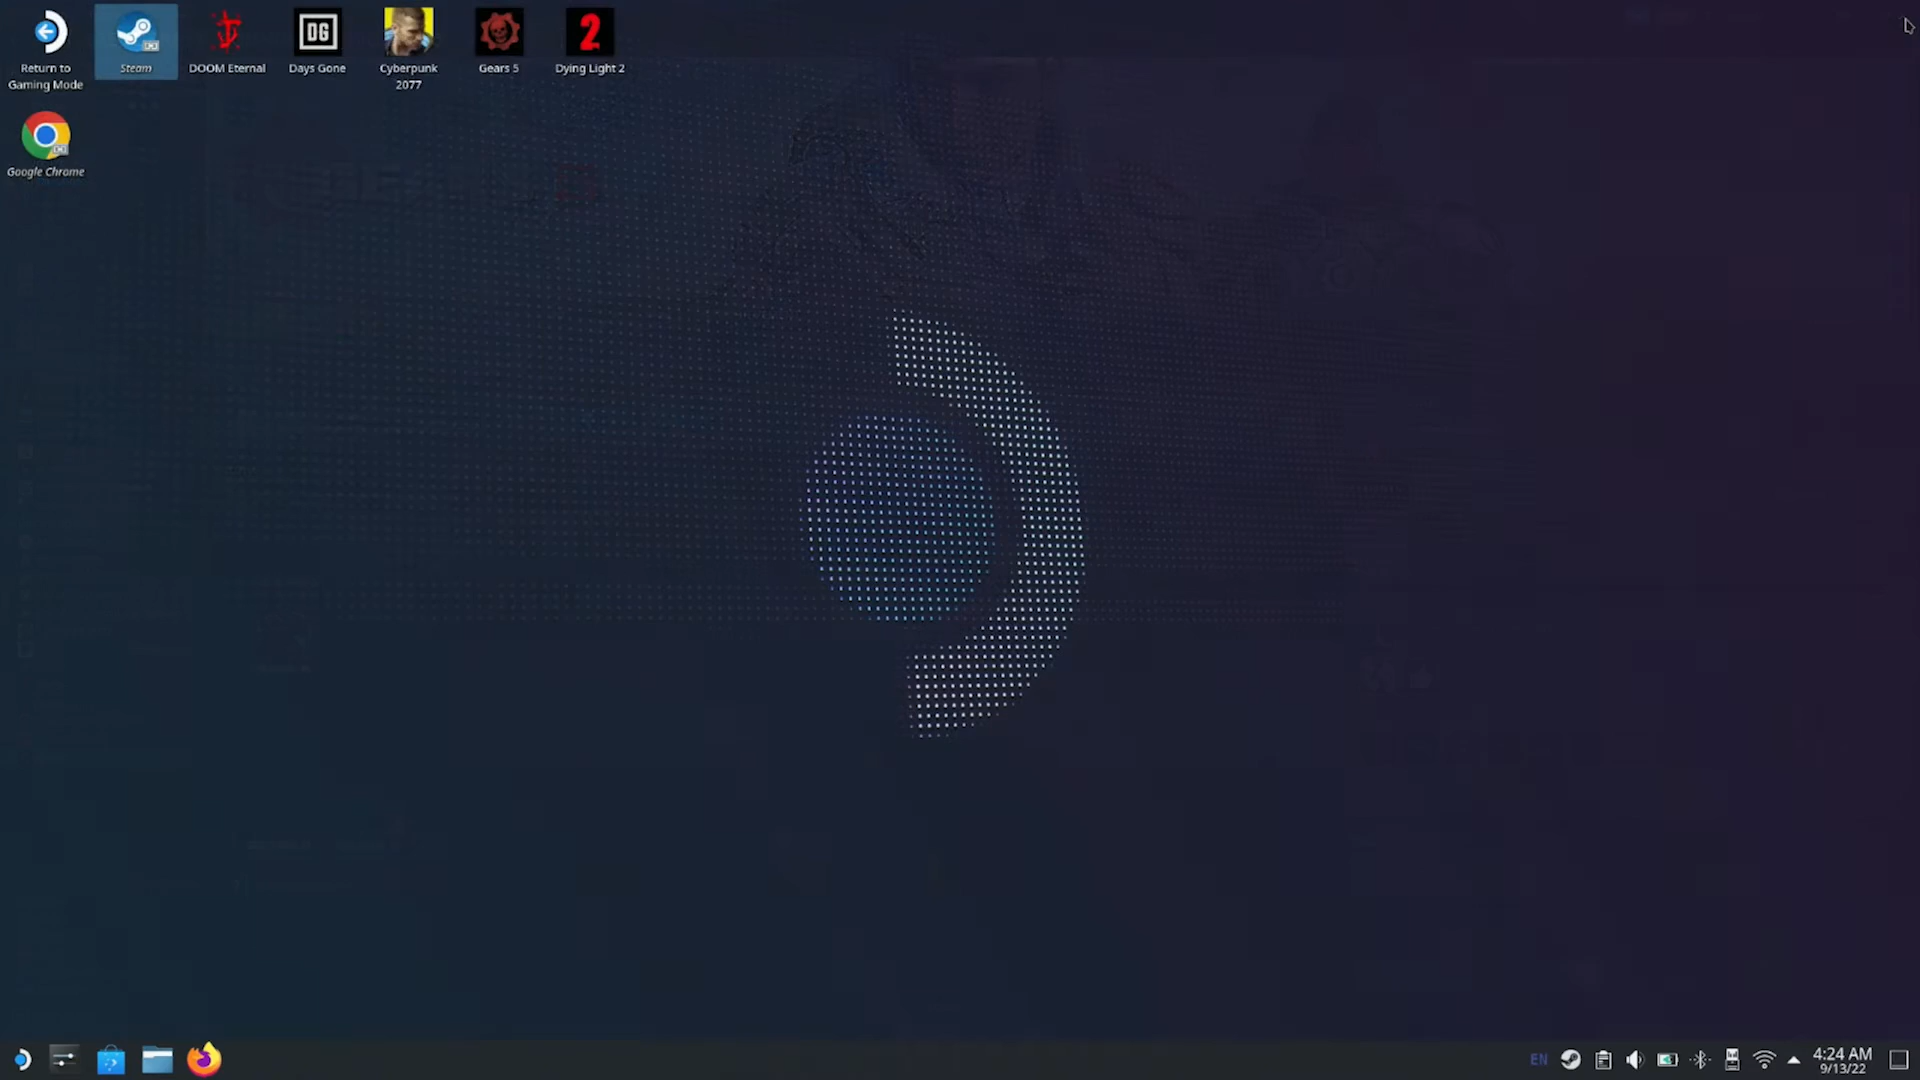 Return to
Gaming Mode
Steam
DOOM Eternal
DG
Days Gone
Cyberpunk
2077
Gears 5
2
Dying Light 2
Google Chrome
EN
4:24 AM
9/13/22